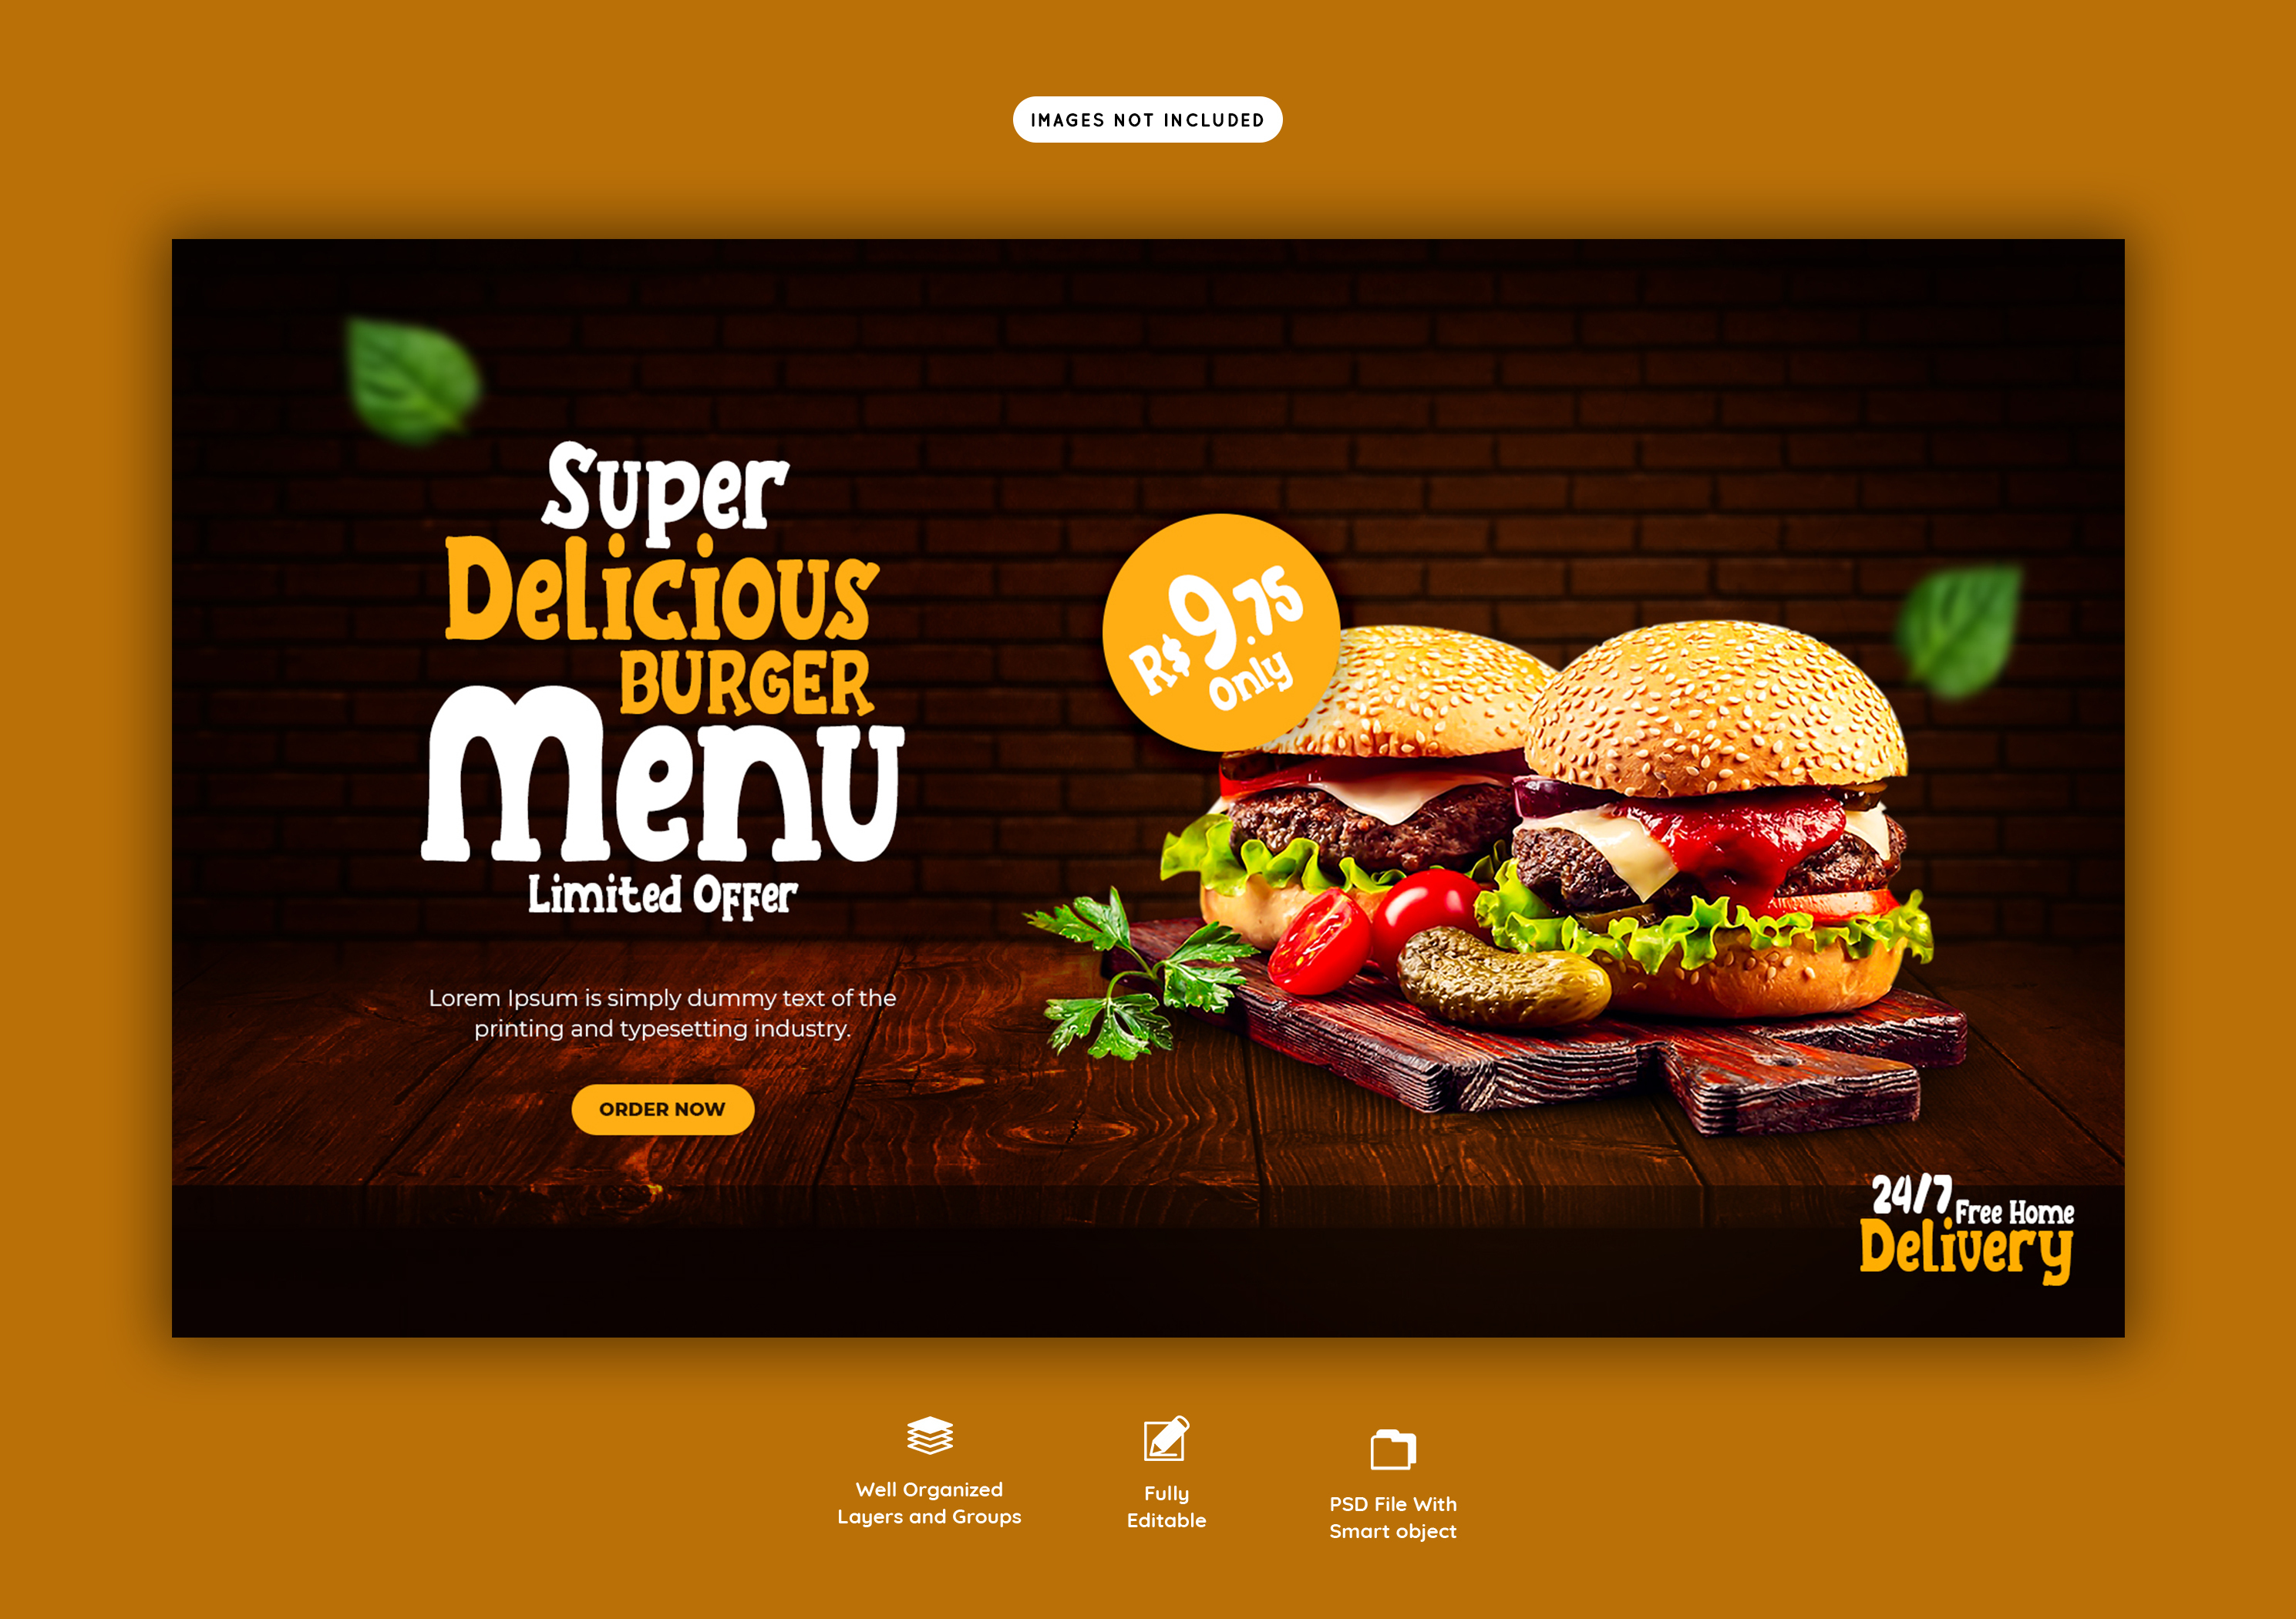 IMAGES NOT INCLUDED
Super
Delicious
BURGER
Menu
Limited Offer
Lorem Ipsum is simply dummy text of the
printing and typesetting industry.
ORDER NOW
R$9.75
Only
24/7 Free Home
Delivery
Well Organized
Layers and Groups
Fully
Editable
PSD File With
Smart object